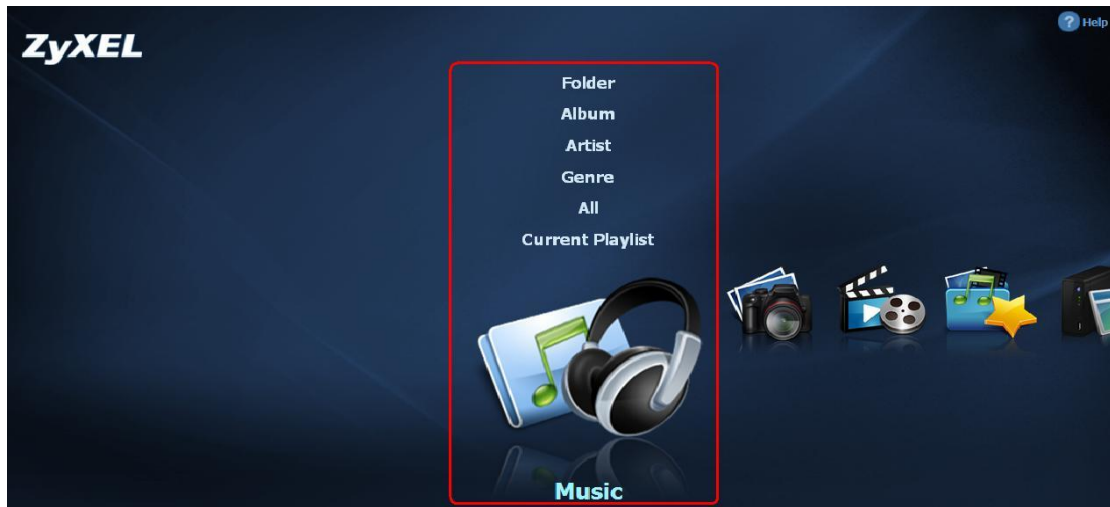 ZyXEL
Help
Folder
Album
Artist
Genre
All
Current Playlist
Music